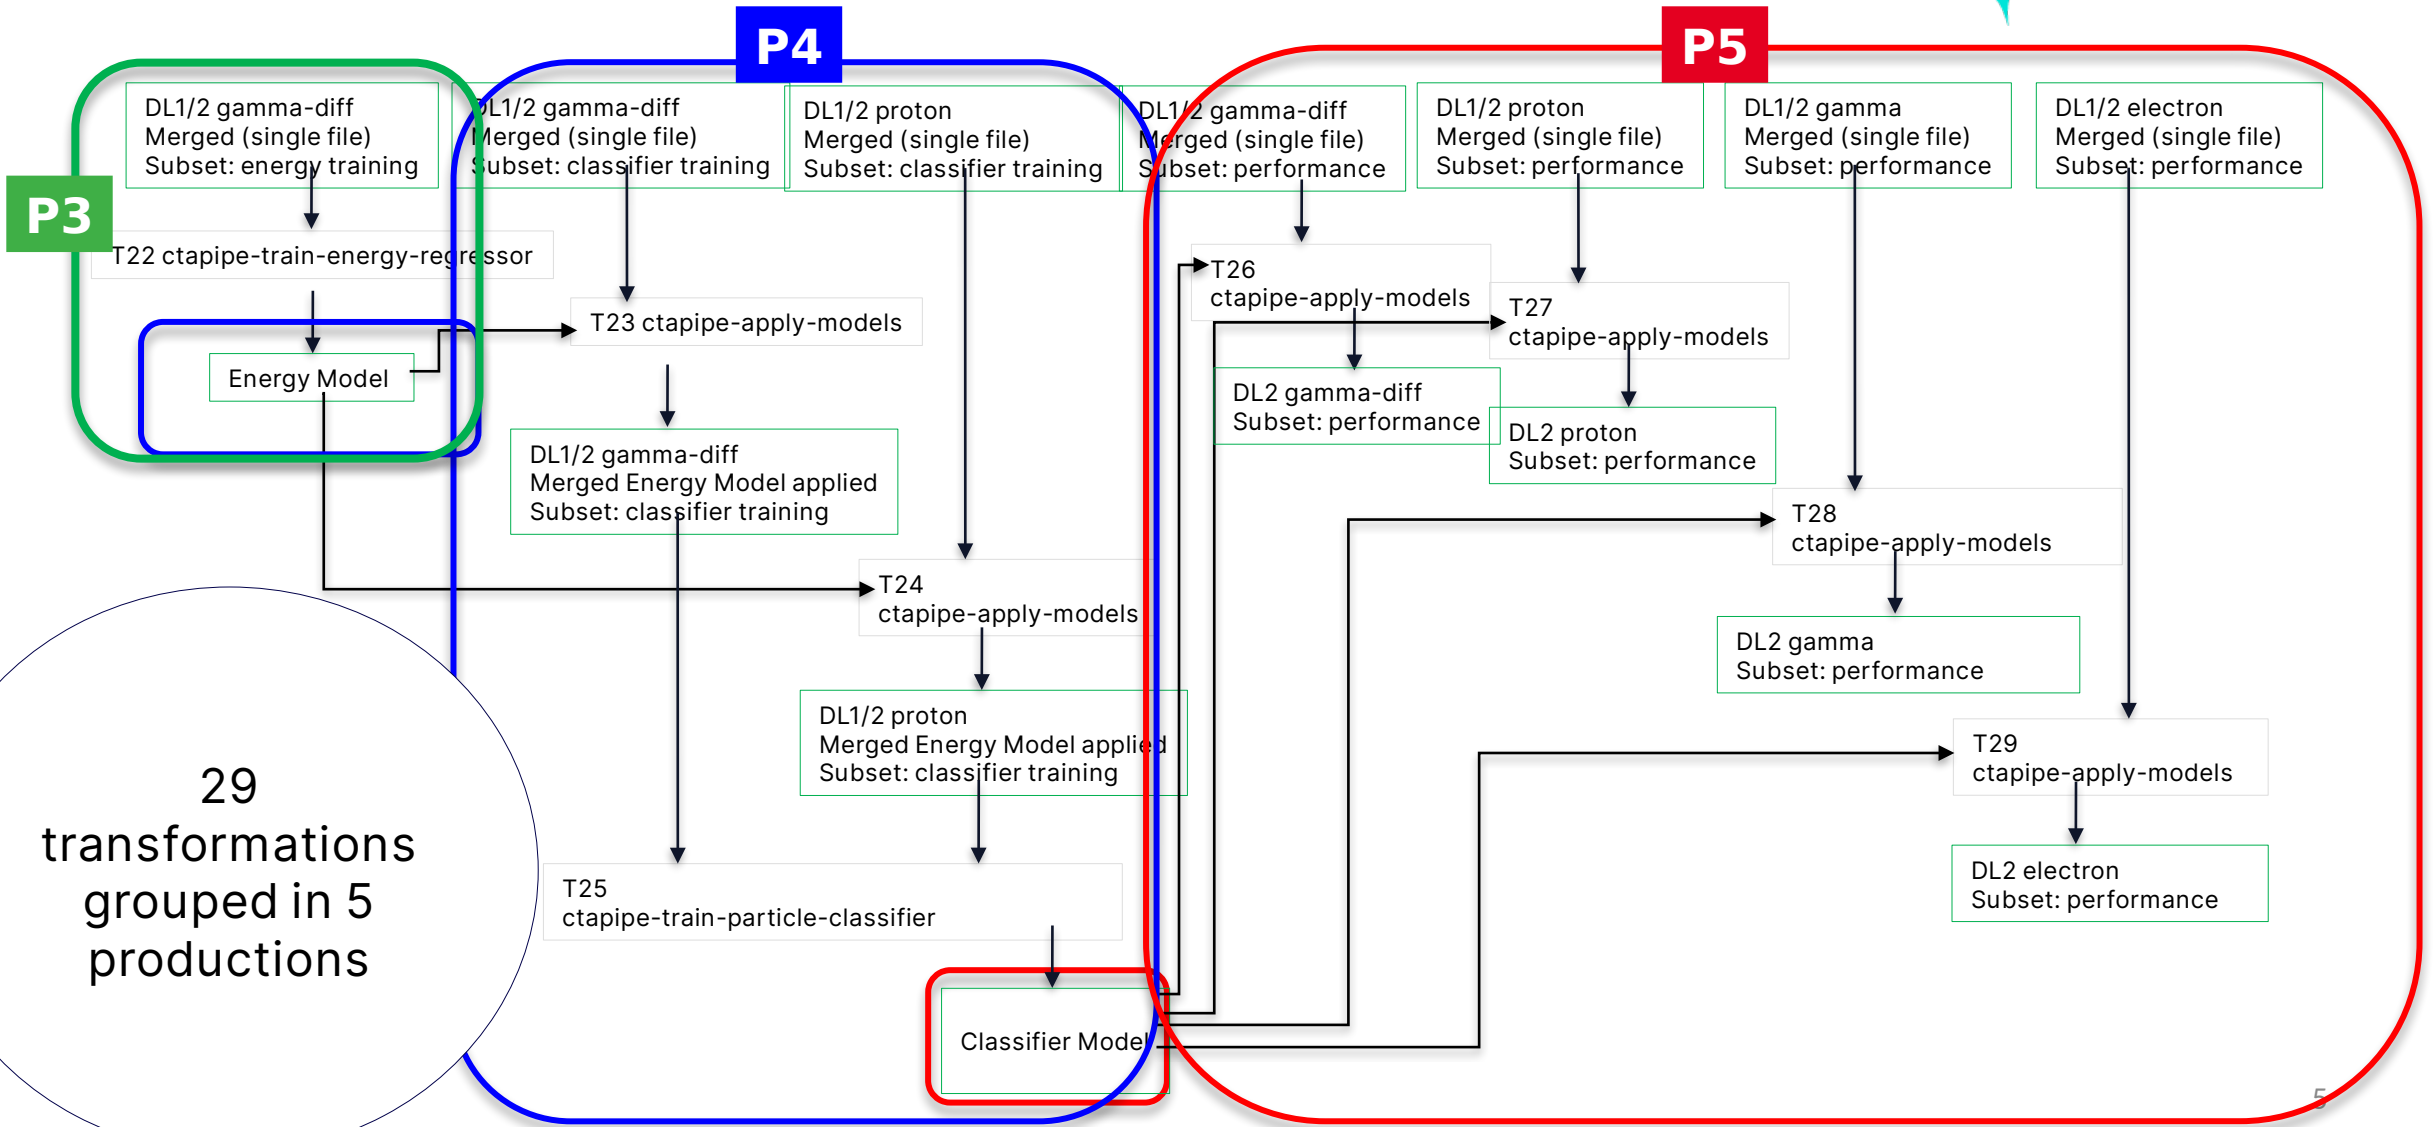 P4
P5
P3
DL1/2 gamma-diff
Merged (single file)
Subset: energy training
DL1/2 gamma-diff
Merged (single file)
Subset: classifier training
DL1/2 proton
Merged (single file)
Subset: classifier training
DL1/2 gamma-diff
Merged (single file)
Subset: performance
DL1/2 proton
Merged (single file)
Subset: performance
DL1/2 gamma
Merged (single file)
Subset: performance
DL1/2 electron
Merged (single file)
Subset: performance
T22 ctapipe-train-energy-regressor
Energy Model
T23 ctapipe-apply-models
DL1/2 gamma-diff
Merged Energy Model applied
Subset: classifier training
T24
ctapipe-apply-models
DL1/2 proton
Merged Energy Model applied
Subset: classifier training
T25
ctapipe-train-particle-classifier
Classifier Model
T26
ctapipe-apply-models
DL2 gamma-diff
Subset: performance
T27
ctapipe-apply-models
DL2 proton
Subset: performance
T28
ctapipe-apply-models
DL2 gamma
Subset: performance
T29
ctapipe-apply-models
DL2 electron
Subset: performance
29
transformations
grouped in 5
productions
5